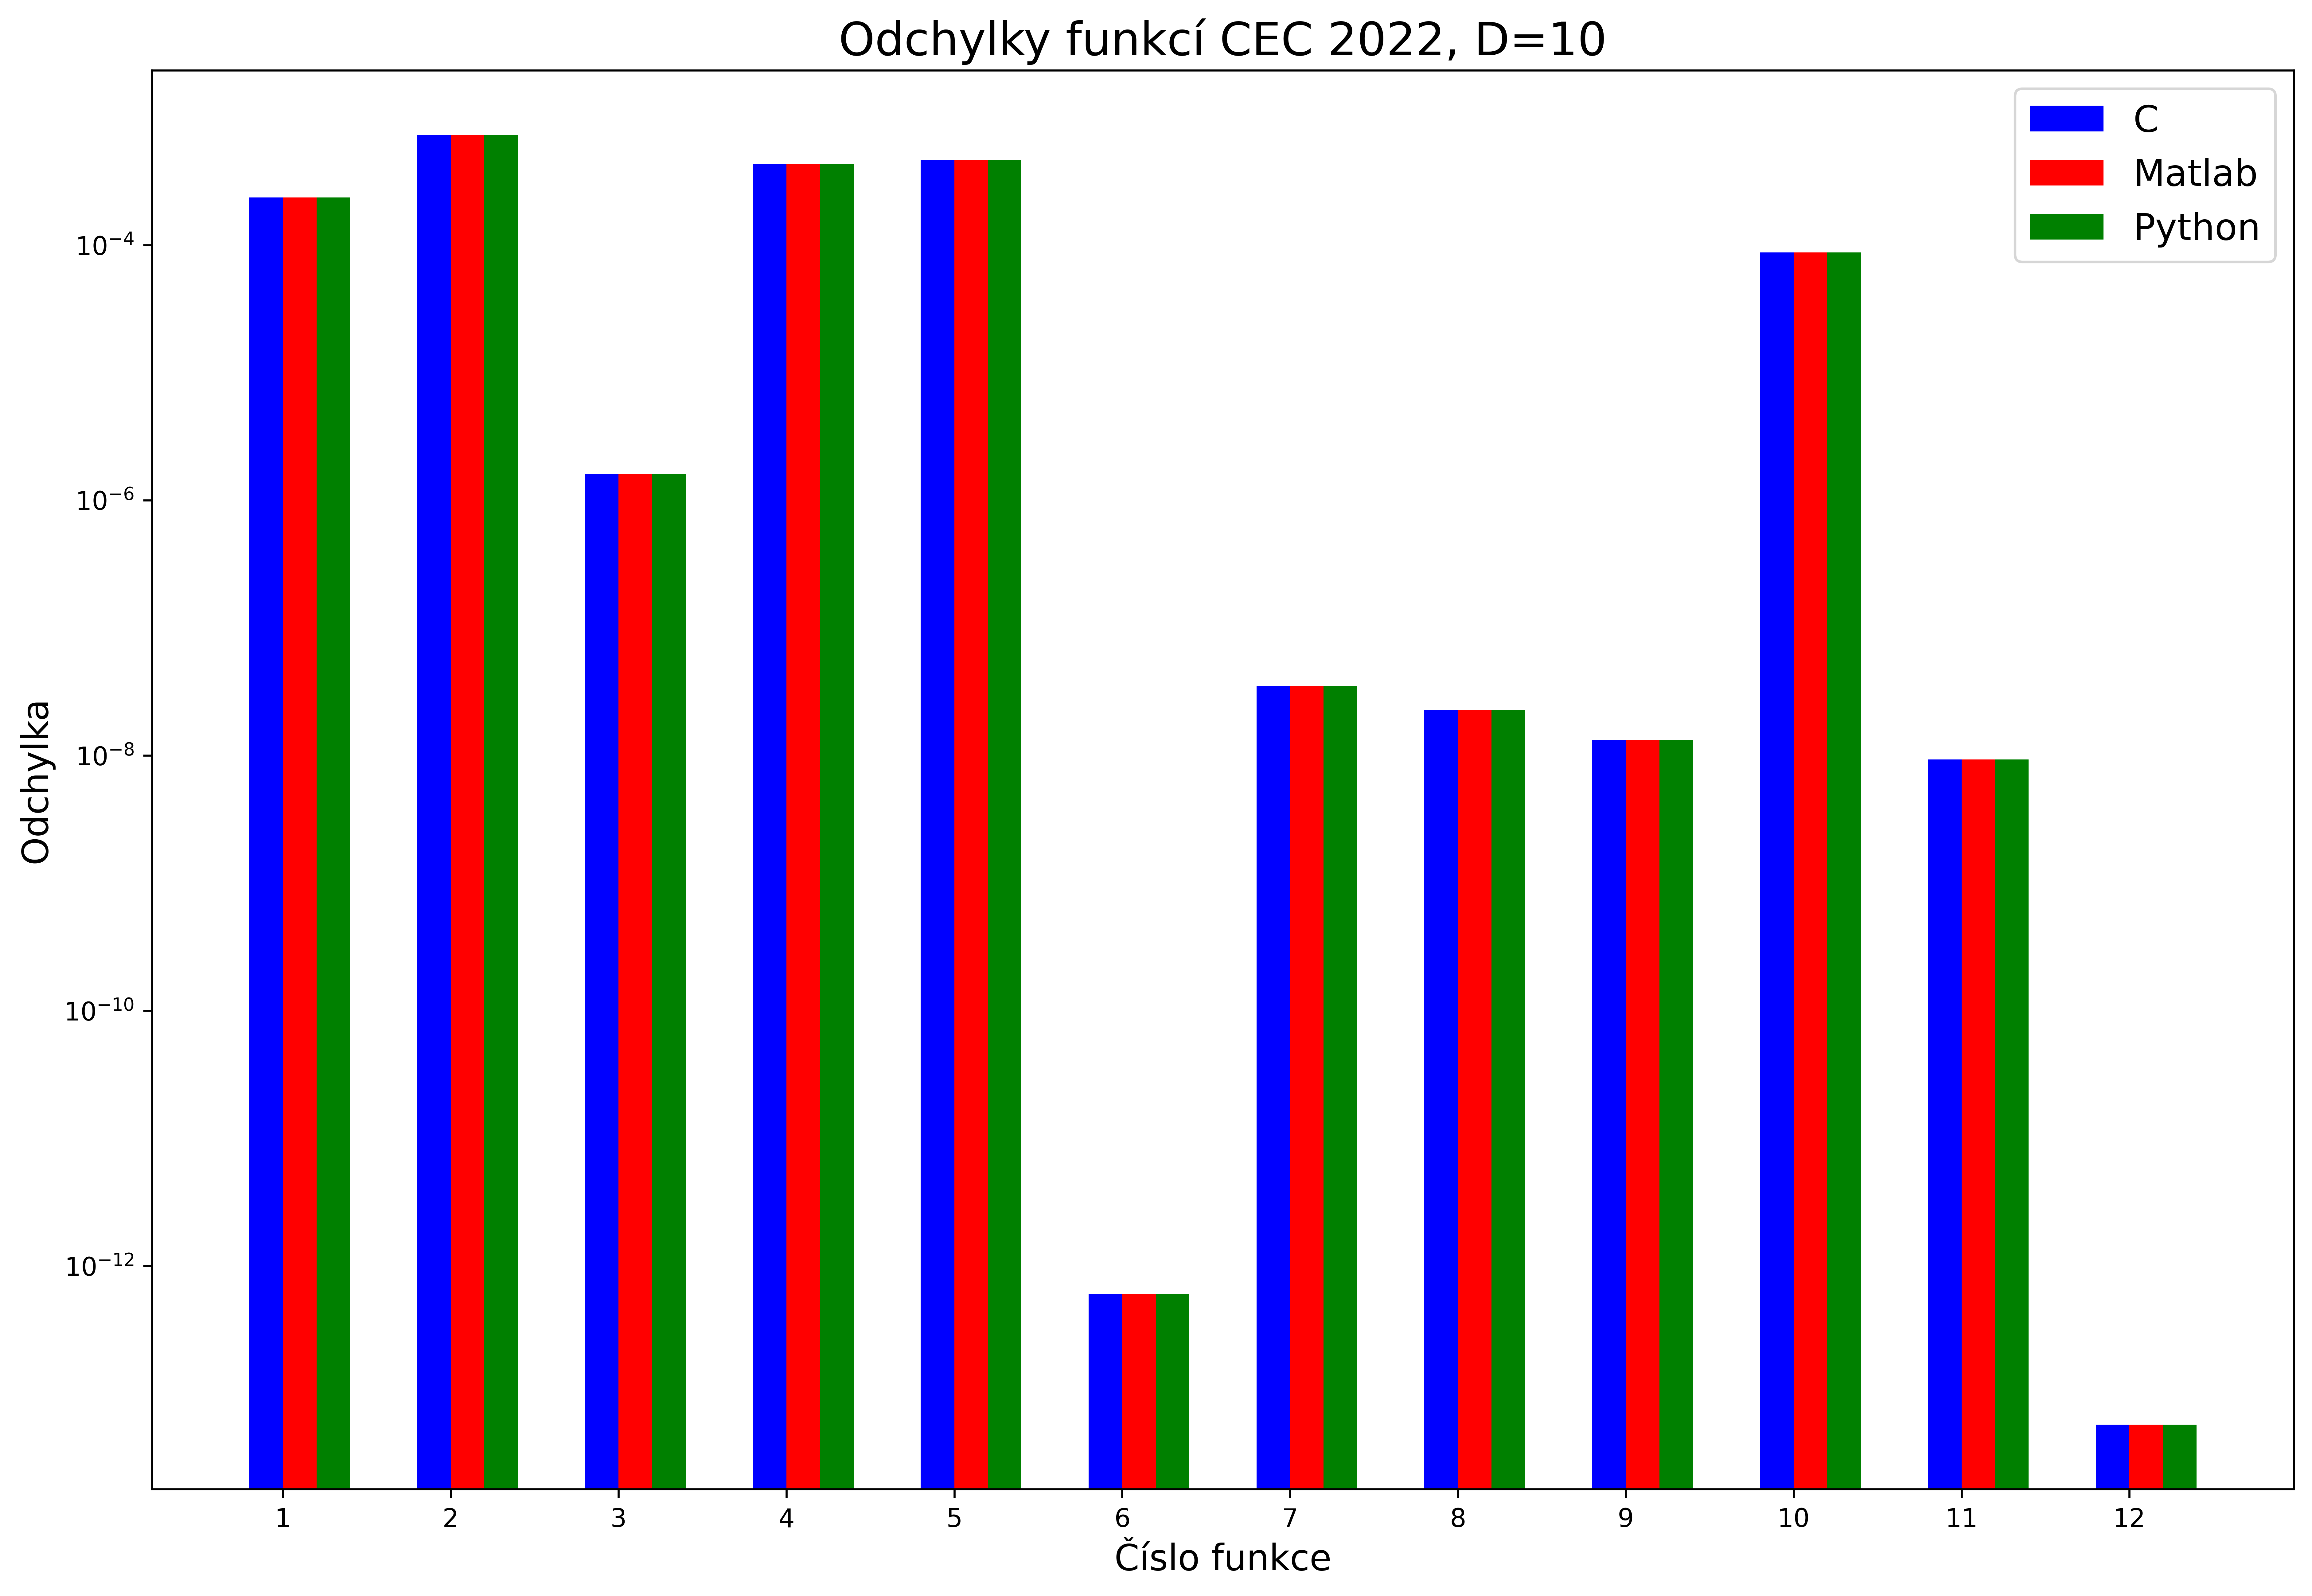 Odchylky funkcí CEC 2022, D=10
C
Matlab
Python
Odchylka
10⁻⁴
10⁻⁶
10⁻⁸
10⁻¹⁰
10⁻¹²
1 2 3 4 5 6 7 8 9 10 11 12
Číslo funkce